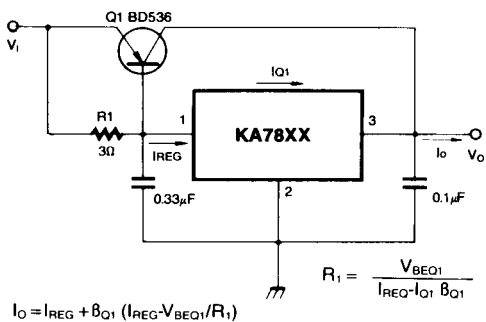 Q1 BD536
VI
IQ1
R1
3Ω
1
KA78XX
3
IREG
IO
VO
2
0.33μF
0.1μF
R1 = VBEQ1
IREQ-IQ1 βQ1
IO = IREG + βQ1 (IREG-VBEQ1/R1)